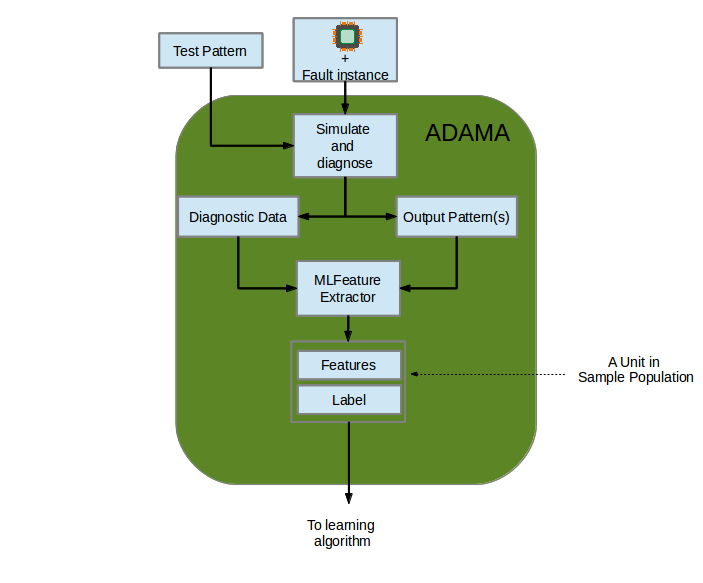 Test Pattern
+
Fault instance
ADAMA
Simulate
and
diagnose
Diagnostic Data
Output Pattern(s)
MLFeature
Extractor
Features
Label
A Unit in
Sample Population
To learning
algorithm